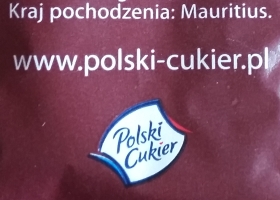 Kraj pochodzenia: Mauritius.
www.polski-cukier.pl
Polski
Cukier